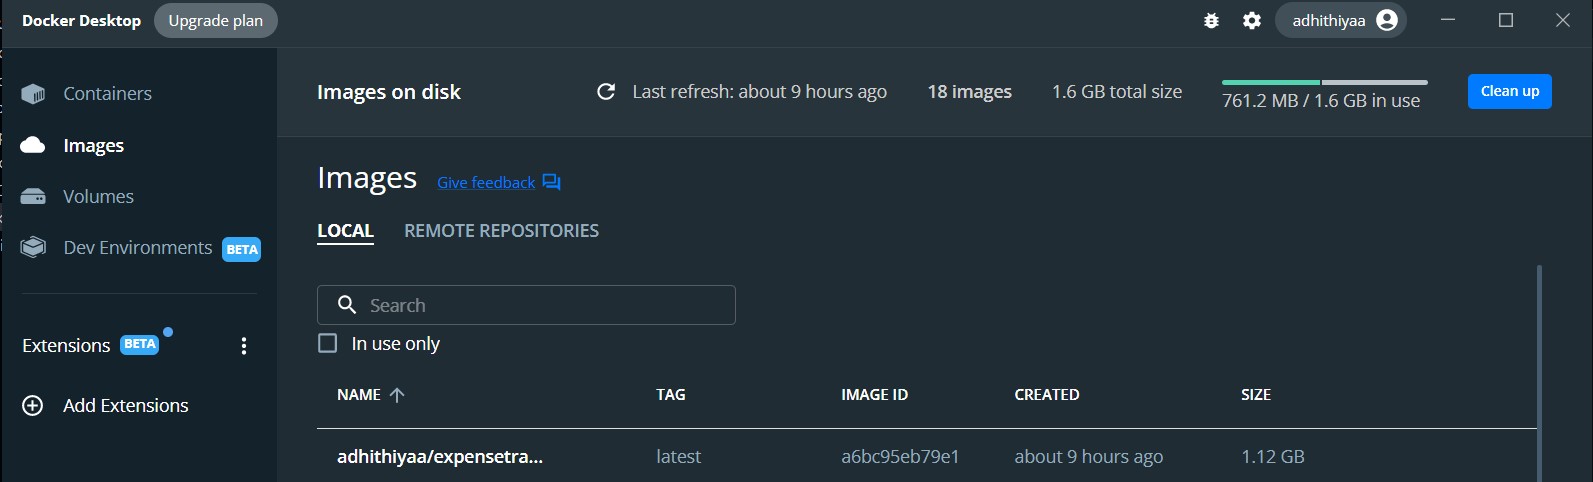 Docker Desktop Upgrade plan adhithiyaa
Containers
Images
Volumes
Dev Environments BETA
Extensions BETA
Add Extensions
Images on disk Last refresh: about 9 hours ago 18 images 1.6 GB total size 761.2 MB / 1.6 GB in use Clean up
Images Give feedback
LOCAL REMOTE REPOSITORIES
Search
In use only
NAME TAG IMAGE ID CREATED SIZE
adhithiyaa/expensetra... latest a6bc95eb79e1 about 9 hours ago 1.12 GB